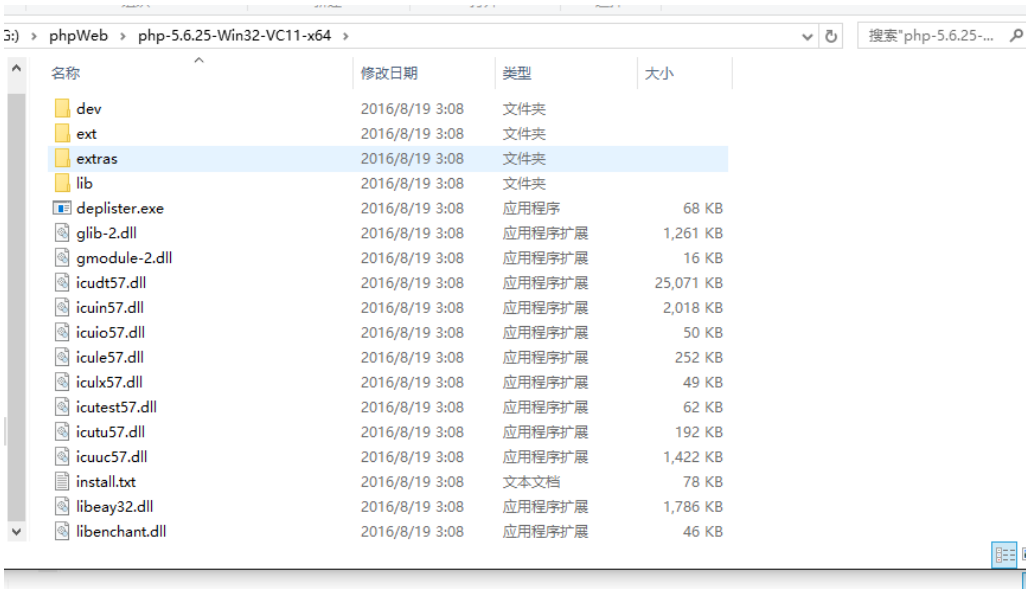 G:) › phpWeb › php-5.6.25-Win32-VC11-x64 › 搜索"php-5.6.25-...
名称 修改日期 类型 大小
dev 2016/8/19 3:08 文件夹
ext 2016/8/19 3:08 文件夹
extras 2016/8/19 3:08 文件夹
lib 2016/8/19 3:08 文件夹
deplister.exe 2016/8/19 3:08 应用程序 68 KB
glib-2.dll 2016/8/19 3:08 应用程序扩展 1,261 KB
gmodule-2.dll 2016/8/19 3:08 应用程序扩展 16 KB
icudt57.dll 2016/8/19 3:08 应用程序扩展 25,071 KB
icuin57.dll 2016/8/19 3:08 应用程序扩展 2,018 KB
icuio57.dll 2016/8/19 3:08 应用程序扩展 50 KB
icule57.dll 2016/8/19 3:08 应用程序扩展 252 KB
iculx57.dll 2016/8/19 3:08 应用程序扩展 49 KB
icutest57.dll 2016/8/19 3:08 应用程序扩展 62 KB
icutu57.dll 2016/8/19 3:08 应用程序扩展 192 KB
icuuc57.dll 2016/8/19 3:08 应用程序扩展 1,422 KB
install.txt 2016/8/19 3:08 文本文档 78 KB
libeay32.dll 2016/8/19 3:08 应用程序扩展 1,786 KB
libenchant.dll 2016/8/19 3:08 应用程序扩展 46 KB